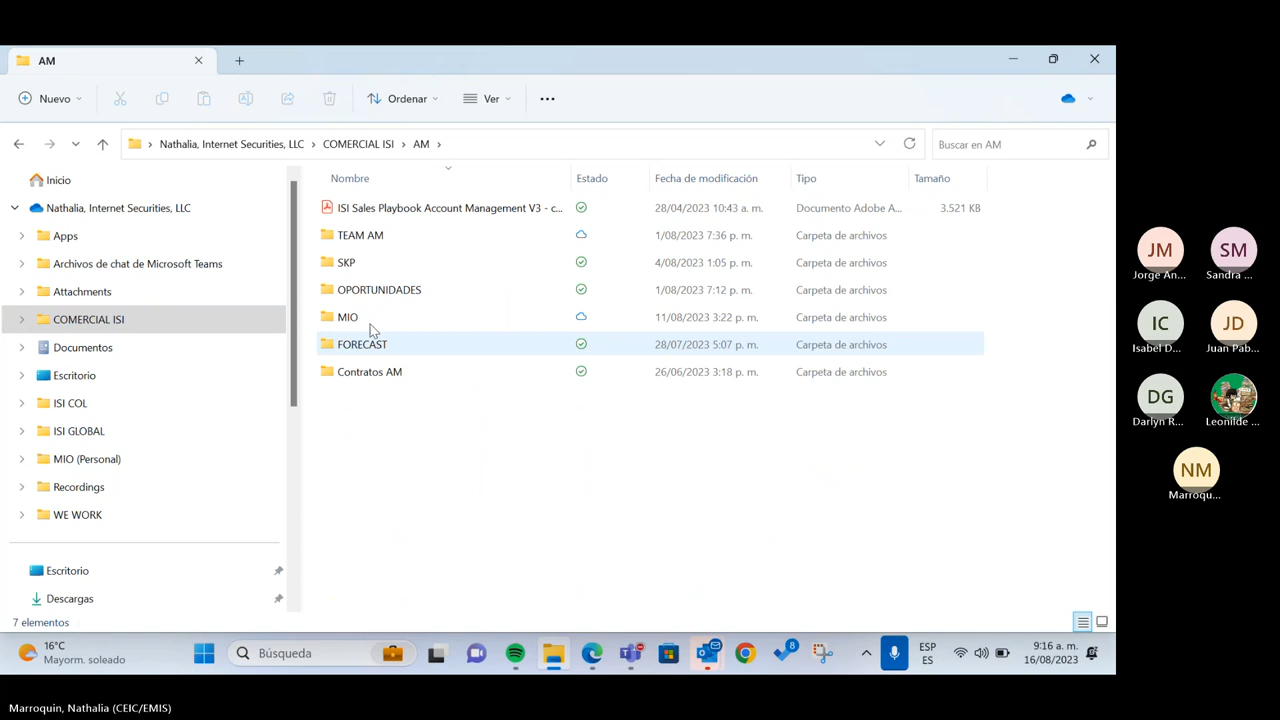 AM
Nuevo
Ordenar
Ver
Nathalia, Internet Securities, LLC > COMERCIAL ISI > AM >
Buscar en AM
Nombre Estado Fecha de modificación Tipo Tamaño
ISI Sales Playbook Account Management V3 - c... 28/04/2023 10:43 a. m. Documento Adobe A... 3.521 KB
TEAM AM 1/08/2023 7:36 p. m. Carpeta de archivos
SKP 4/08/2023 1:05 p. m. Carpeta de archivos
OPORTUNIDADES 1/08/2023 7:12 p. m. Carpeta de archivos
MIO 11/08/2023 3:22 p. m. Carpeta de archivos
FORECAST 28/07/2023 5:07 p. m. Carpeta de archivos
Contratos AM 26/06/2023 3:18 p. m. Carpeta de archivos
Inicio
Nathalia, Internet Securities, LLC
Apps
Archivos de chat de Microsoft Teams
Attachments
COMERCIAL ISI
Documentos
Escritorio
ISI COL
ISI GLOBAL
MIO (Personal)
Recordings
WE WORK
Escritorio
Descargas
7 elementos
JM
Jorge An...
SM
Sandra ...
IC
Isabel D...
JD
Juan Pab...
DG
Darlyn R...
Leonilde ...
NM
Marroqu...
16°C
Mayorm. soleado
Búsqueda
8
ESP
ES
9:16 a. m.
16/08/2023
Marroquin, Nathalia (CEIC/EMIS)